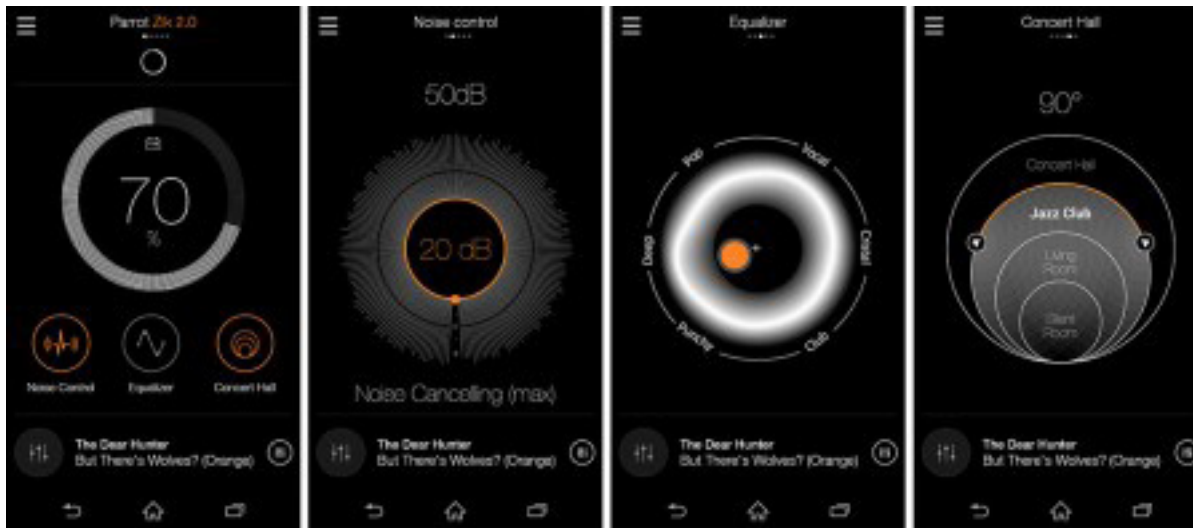 Parrot Zik 2.0
70
%
Noise Control
Equalizer
Concert Hall
The Dear Hunter
But There's Wolves? (Orange)
Noise control
50dB
20 dB
Noise Cancelling (max)
The Dear Hunter
But There's Wolves? (Orange)
Equalizer
Pop
Vocal
Deep
Cristal
Punchy
Club
The Dear Hunter
But There's Wolves? (Orange)
Concert Hall
90°
Concert Hall
Jazz Club
Living
Room
Silent
Room
The Dear Hunter
But There's Wolves? (Orange)